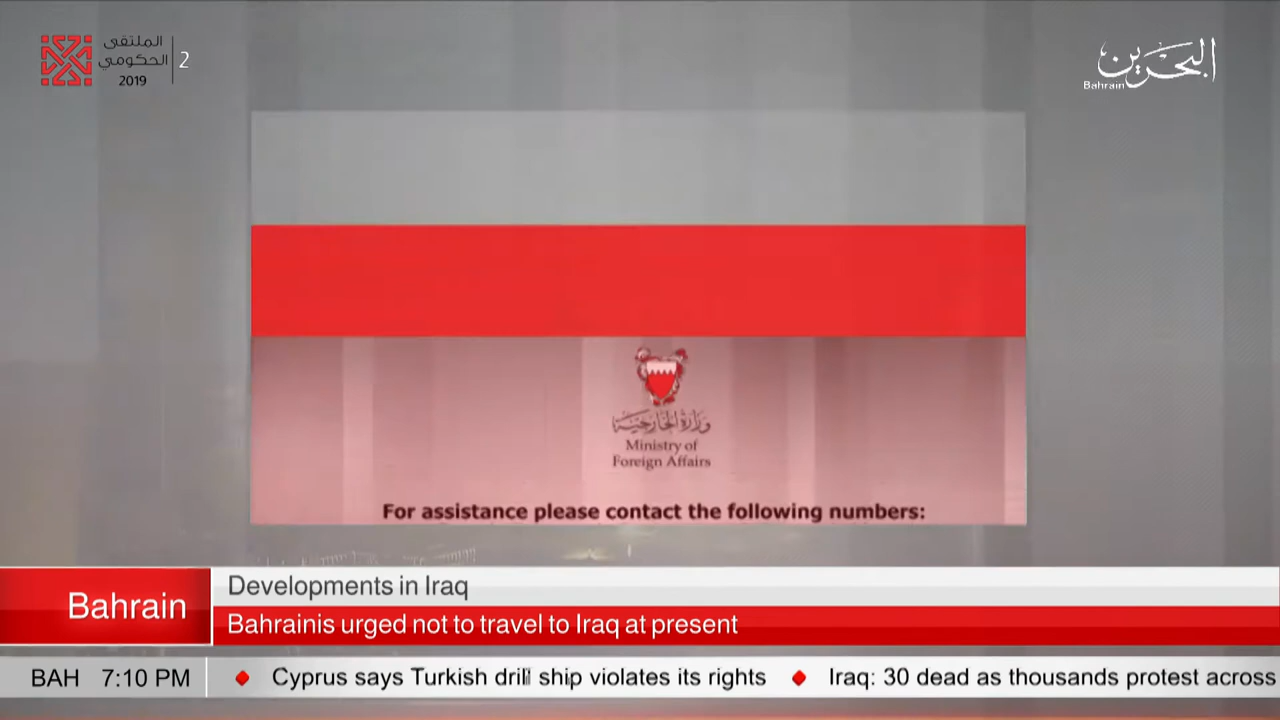 الملتقى
الحكومي
2019
2
البحرين
Bahrain
وزارة الخارجية
Ministry of
Foreign Affairs
For assistance please contact the following numbers:
Developments in Iraq
Bahrain
Bahrainis urged not to travel to Iraq at present
BAH 7:10 PM
Cyprus says Turkish drill ship violates its rights
Iraq: 30 dead as thousands protest across